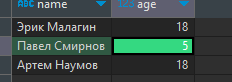 name age
Эрик Малагин 18
Павел Смирнов 5
Артем Наумов 18